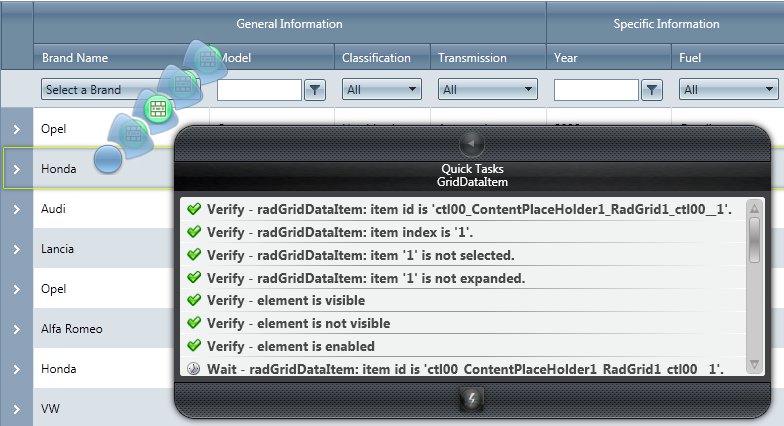 General Information Specific Information
Brand Name Model Classification Transmission Year Fuel
Select a Brand All All All
Opel
Honda
Audi
Lancia
Opel
Alfa Romeo
Honda
VW
Quick Tasks
GridDataItem
Verify - radGridDataItem: item id is 'ctl00_ContentPlaceHolder1_RadGrid1_ctl00__1'.
Verify - radGridDataItem: item index is '1'.
Verify - radGridDataItem: item '1' is not selected.
Verify - radGridDataItem: item '1' is not expanded.
Verify - element is visible
Verify - element is not visible
Verify - element is enabled
Wait - radGridDataItem: item id is 'ctl00_ContentPlaceHolder1_RadGrid1_ctl00__1'.